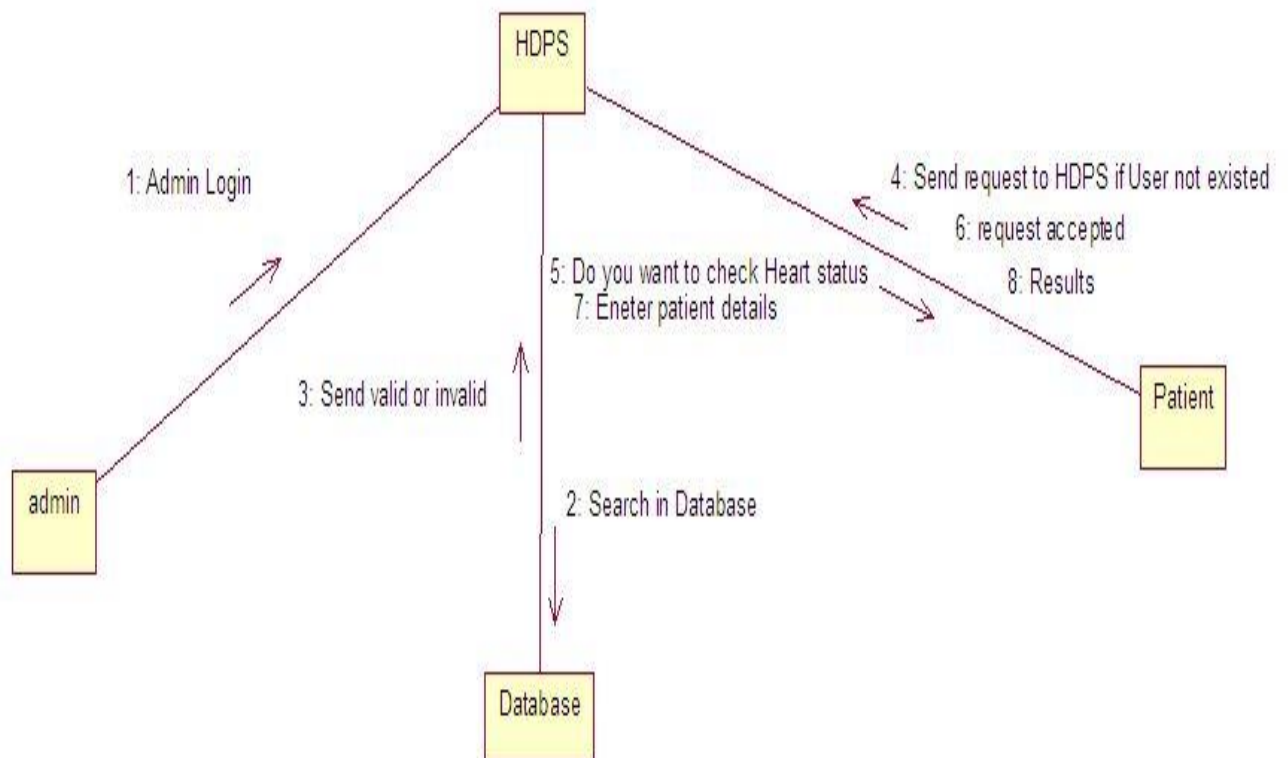 HDPS
1: Admin Login
4: Send request to HDPS if User not existed
6: request accepted
5: Do you want to check Heart status
8: Results
7: Eneter patient details
3: Send valid or invalid
Patient
admin
2: Search in Database
Database